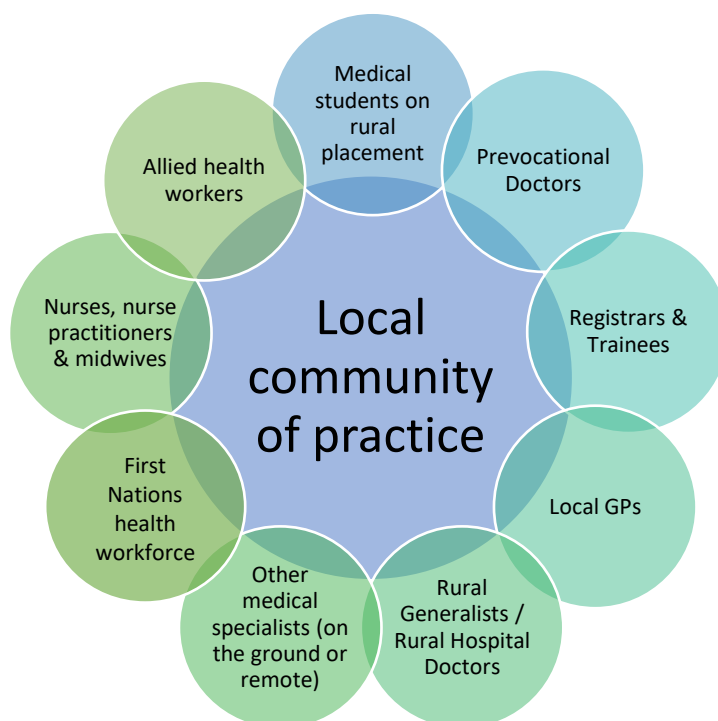 Medical
students on
rural
placement
Prevocational
Doctors
Registrars &
Trainees
Local GPs
Rural
Generalists /
Rural Hospital
Doctors
Other
medical
specialists (on
the ground or
remote)
First
Nations
health
workforce
Nurses, nurse
practitioners
& midwives
Allied health
workers
Local
community
of practice